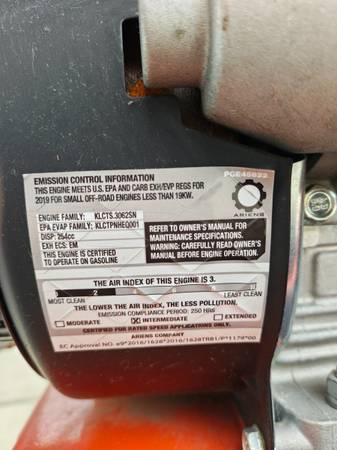 EMISSION CONTROL INFORMATION
THIS ENGINE MEETS U.S. EPA AND CARB EXH/EVP REGS FOR
2019 FOR SMALL OFF-ROAD ENGINES LESS THAN 19KW.
PGE45822
ARIENS
ENGINE FAMILY: KLCTS.3062SN
EPA EVAP FAMILY: KLCTPNHEQ001
DISP: 254cc
EXH ECS: EM
THIS ENGINE IS CERTIFIED
TO OPERATE ON GASOLINE
REFER TO OWNER'S MANUAL FOR
MAINTENANCE SPECIFICATIONS.
WARNING: CAREFULLY READ OWNER'S
MANUAL BEFORE ENGINE OPERATION.
THE AIR INDEX OF THIS ENGINE IS 3.
2
MOST CLEAN LEAST CLEAN
THE LOWER THE AIR INDEX, THE LESS POLLUTION.
EMISSION COMPLIANCE PERIOD: 250 HRS
MODERATE INTERMEDIATE EXTENDED
CERTIFIED FOR RATED SPEED APPLICATIONS ONLY.
ARIENS COMPANY